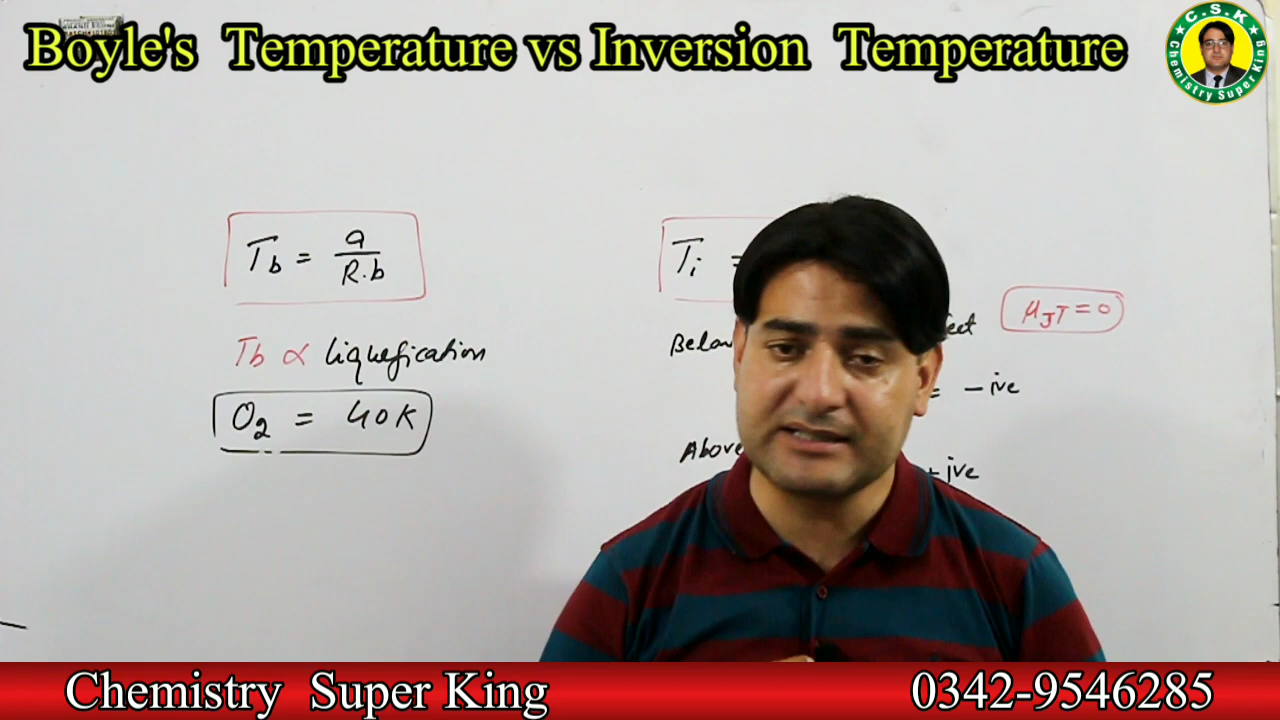 Boyle's Temperature vs Inversion Temperature
C.S.K
Chemistry Super King
Tb = a / R.b
Tb ∝ liquefication
O2 = 40K
Ti =
μJT = 0
Below
= -ive
Above
+ive
Chemistry Super King
0342-9546285